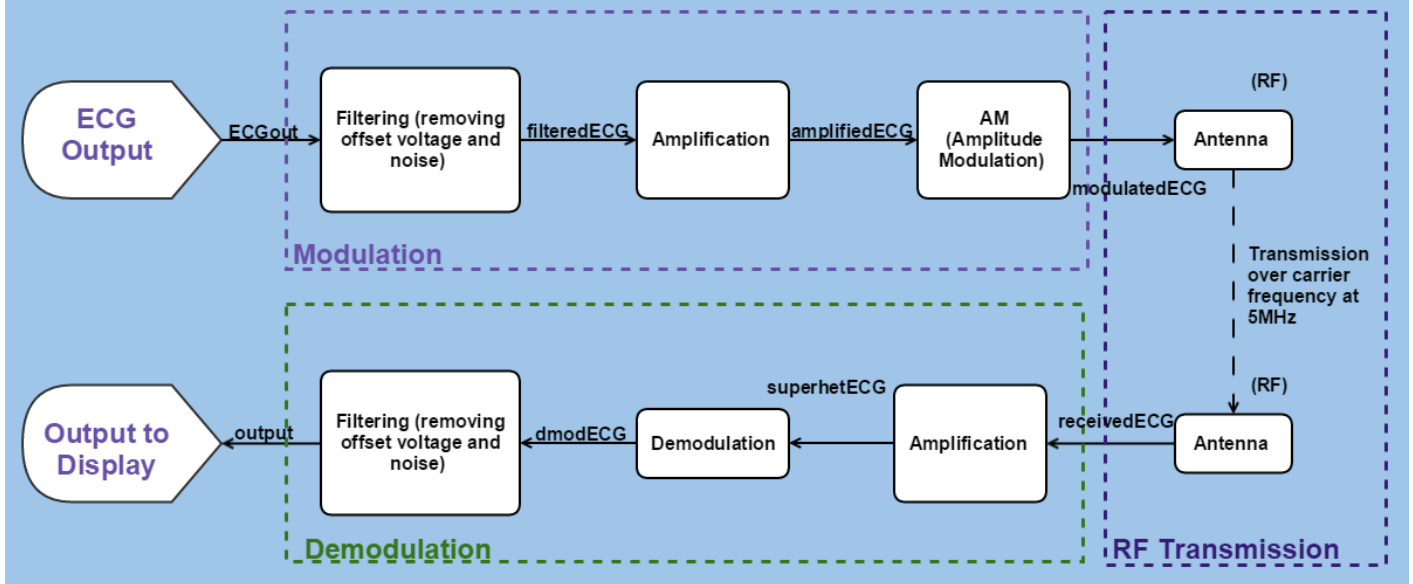 ECG
Output
ECGout
Filtering (removing
offset voltage and
noise)
filteredECG
Amplification
amplifiedECG
AM
(Amplitude
Modulation)
modulatedECG
(RF)
Antenna
Modulation
Transmission
over carrier
frequency at
5MHz
(RF)
Antenna
receivedECG
Amplification
superhetECG
Demodulation
dmodECG
Filtering (removing
offset voltage and
noise)
output
Output to
Display
Demodulation
RF Transmission